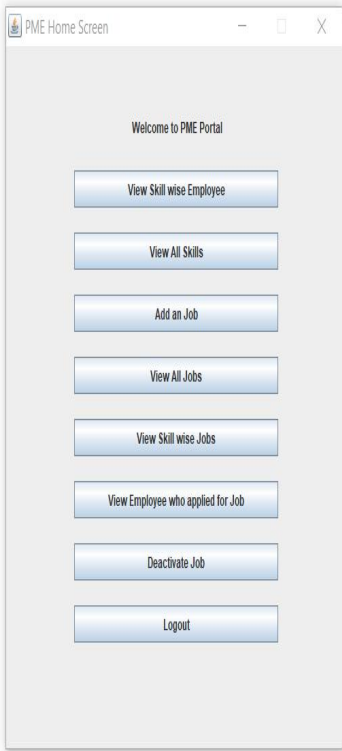 PME Home Screen
Welcome to PME Portal
View Skill wise Employee
View All Skills
Add an Job
View All Jobs
View Skill wise Jobs
View Employee who applied for Job
Deactivate Job
Logout